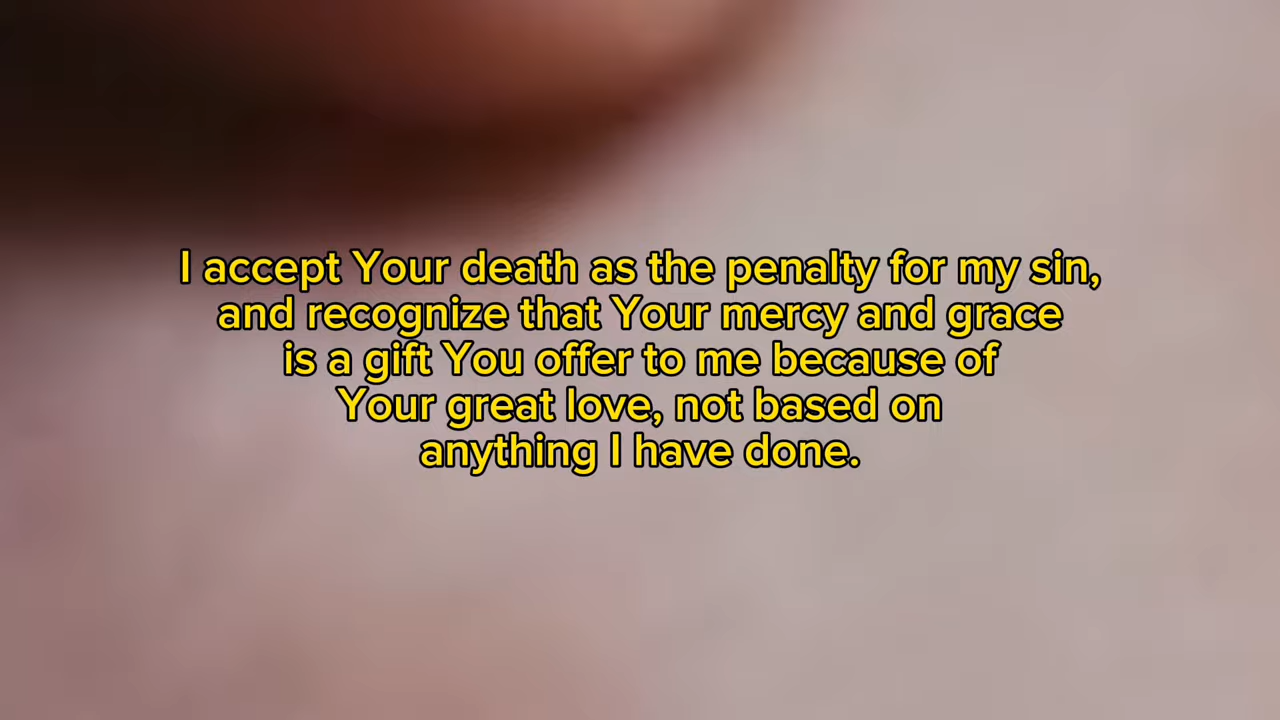 I accept Your death as the penalty for my sin,
and recognize that Your mercy and grace
is a gift You offer to me because of
Your great love, not based on
anything I have done.